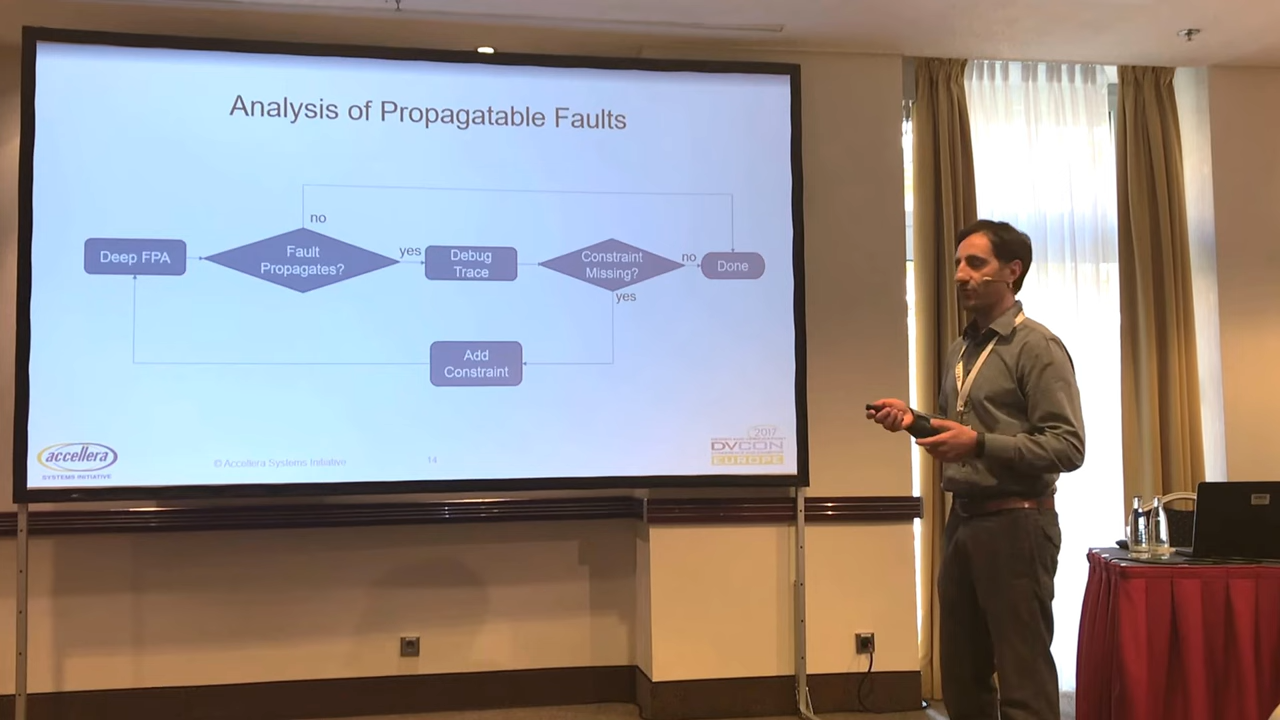 Analysis of Propagatable Faults
no
Deep FPA
Fault
Propagates?
yes
Debug
Trace
Constraint
Missing?
no
Done
yes
Add
Constraint
accellera
SYSTEMS INITIATIVE
© Accellera Systems Initiative
14
2017
DVCON
EUROPE